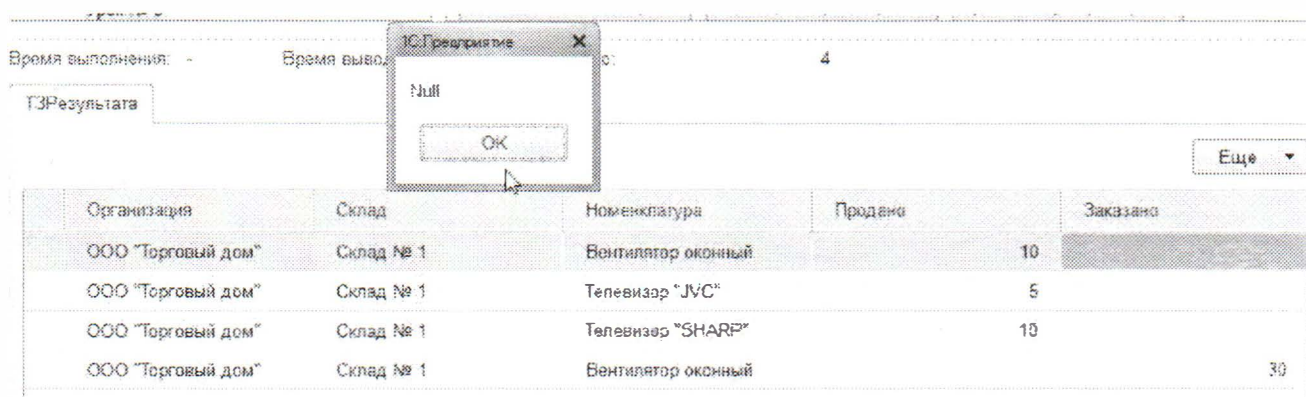 1С:Предприятие
Время выполнения: -
4
ТЗРезультата
Null
OK
Еще
Организация Склад Номенклатура Продано Заказано
ООО "Торговый дом" Склад № 1 Вентилятор оконный 10
ООО "Торговый дом" Склад № 1 Телевизор "JVC" 5
ООО "Торговый дом" Склад № 1 Телевизор "SHARP" 10
ООО "Торговый дом" Склад № 1 Вентилятор оконный 30